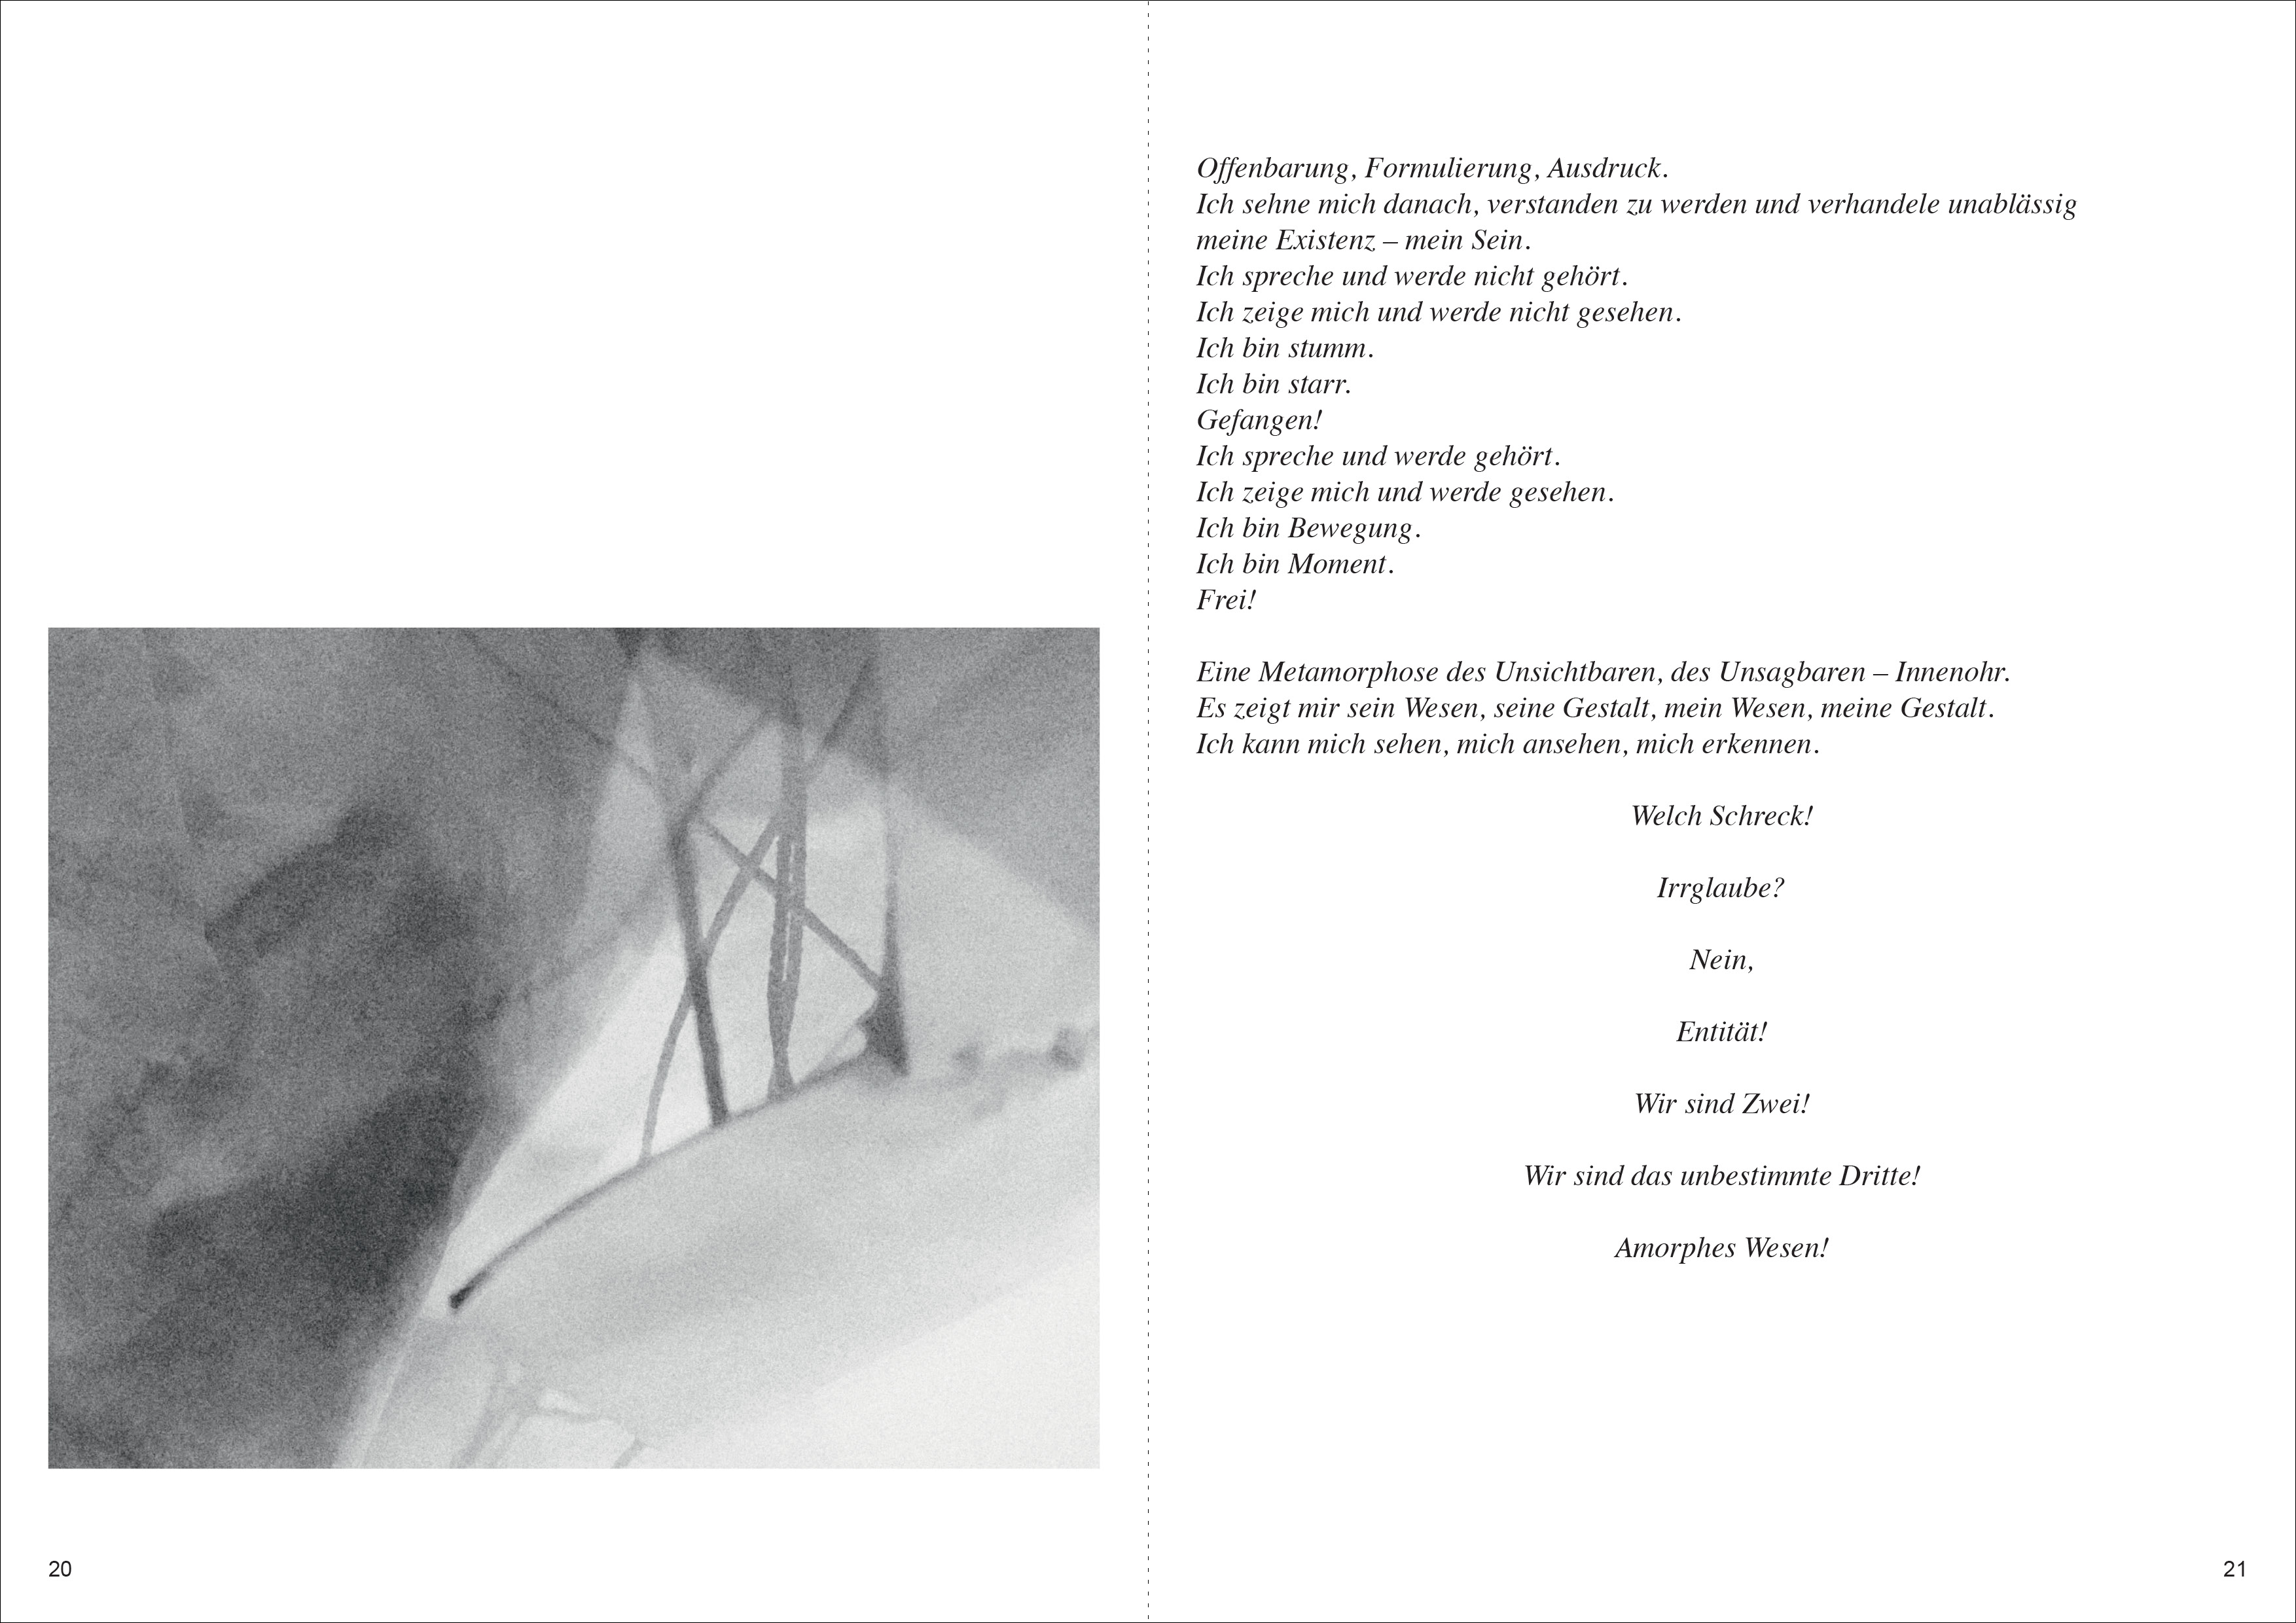 Offenbarung, Formulierung, Ausdruck.
Ich sehne mich danach, verstanden zu werden und verhandele unablässig
meine Existenz – mein Sein.
Ich spreche und werde nicht gehört.
Ich zeige mich und werde nicht gesehen.
Ich bin stumm.
Ich bin starr.
Gefangen!
Ich spreche und werde gehört.
Ich zeige mich und werde gesehen.
Ich bin Bewegung.
Ich bin Moment.
Frei!
Eine Metamorphose des Unsichtbaren, des Unsagbaren – Innenohr.
Es zeigt mir sein Wesen, seine Gestalt, mein Wesen, meine Gestalt.
Ich kann mich sehen, mich ansehen, mich erkennen.
Welch Schreck!
Irrglaube?
Nein,
Entität!
Wir sind Zwei!
Wir sind das unbestimmte Dritte!
Amorphes Wesen!
20
21